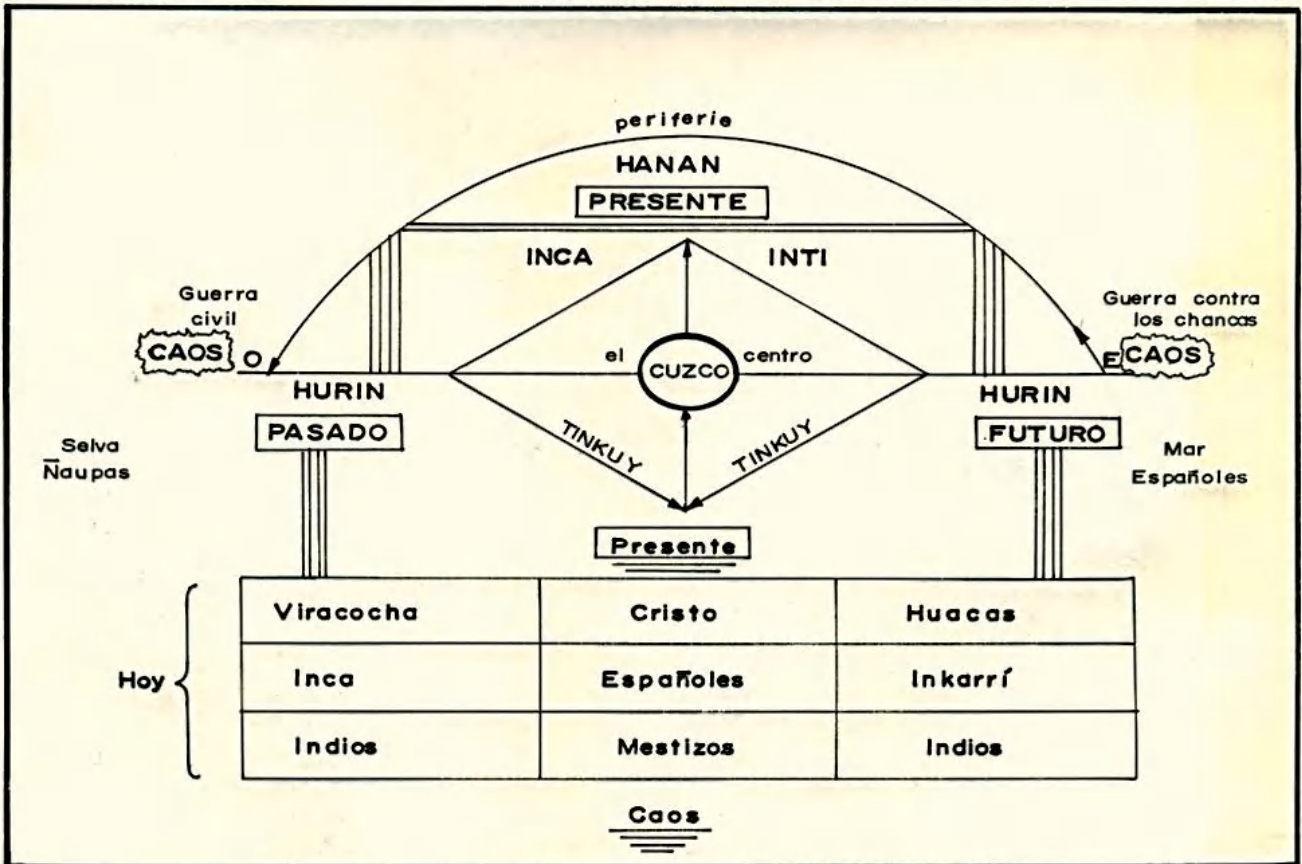 periferie
HANAN
PRESENTE
INCA INTI
Guerra
civil
CAOS O
Guerra contra
los chancas
E CAOS
el CUZCO centro
HURIN
PASADO
HURIN
FUTURO
TINKUY
TINKUY
Selva
Ñaupas
Mar
Españoles
Presente
Hoy
Viracocha Cristo Huacas
Inca Españoles Inkarrí
Indios Mestizos Indios
Caos